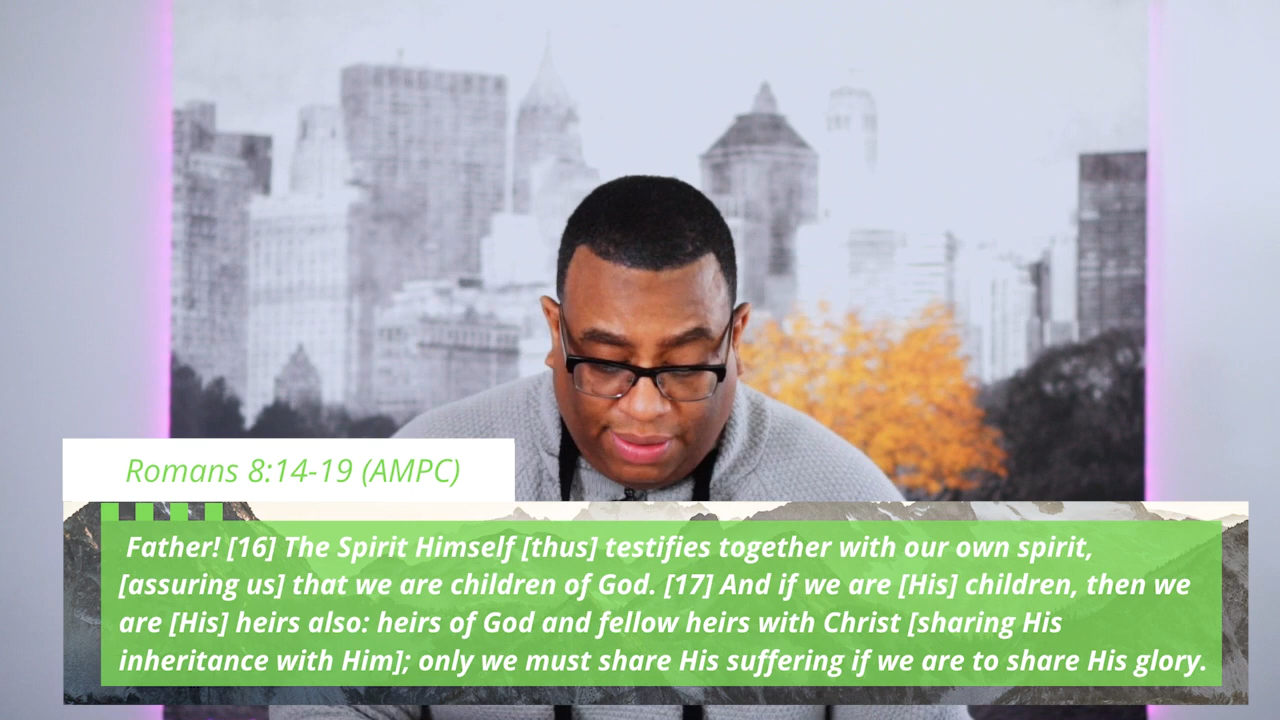 Romans 8:14-19 (AMPC)
Father! [16] The Spirit Himself [thus] testifies together with our own spirit,
[assuring us] that we are children of God. [17] And if we are [His] children, then we
are [His] heirs also: heirs of God and fellow heirs with Christ [sharing His
inheritance with Him]; only we must share His suffering if we are to share His glory.